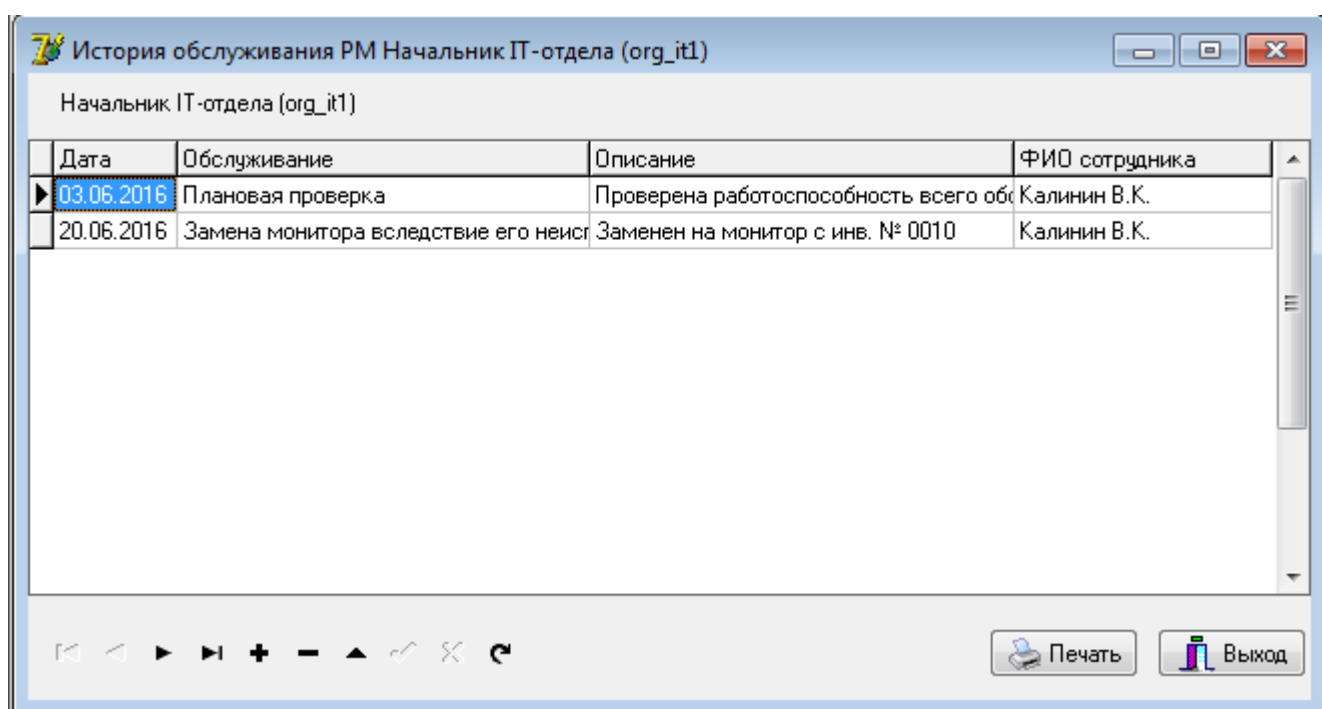 История обслуживания РМ Начальник IT-отдела (org_it1)
Начальник IT-отдела (org_it1)
Дата Обслуживание Описание ФИО сотрудника
03.06.2016 Плановая проверка Проверена работоспособность всего Калинин В.К.
20.06.2016 Замена монитора вследствие его Заменен на монитор с инв. № 0010 Калинин В.К.
Печать Выход